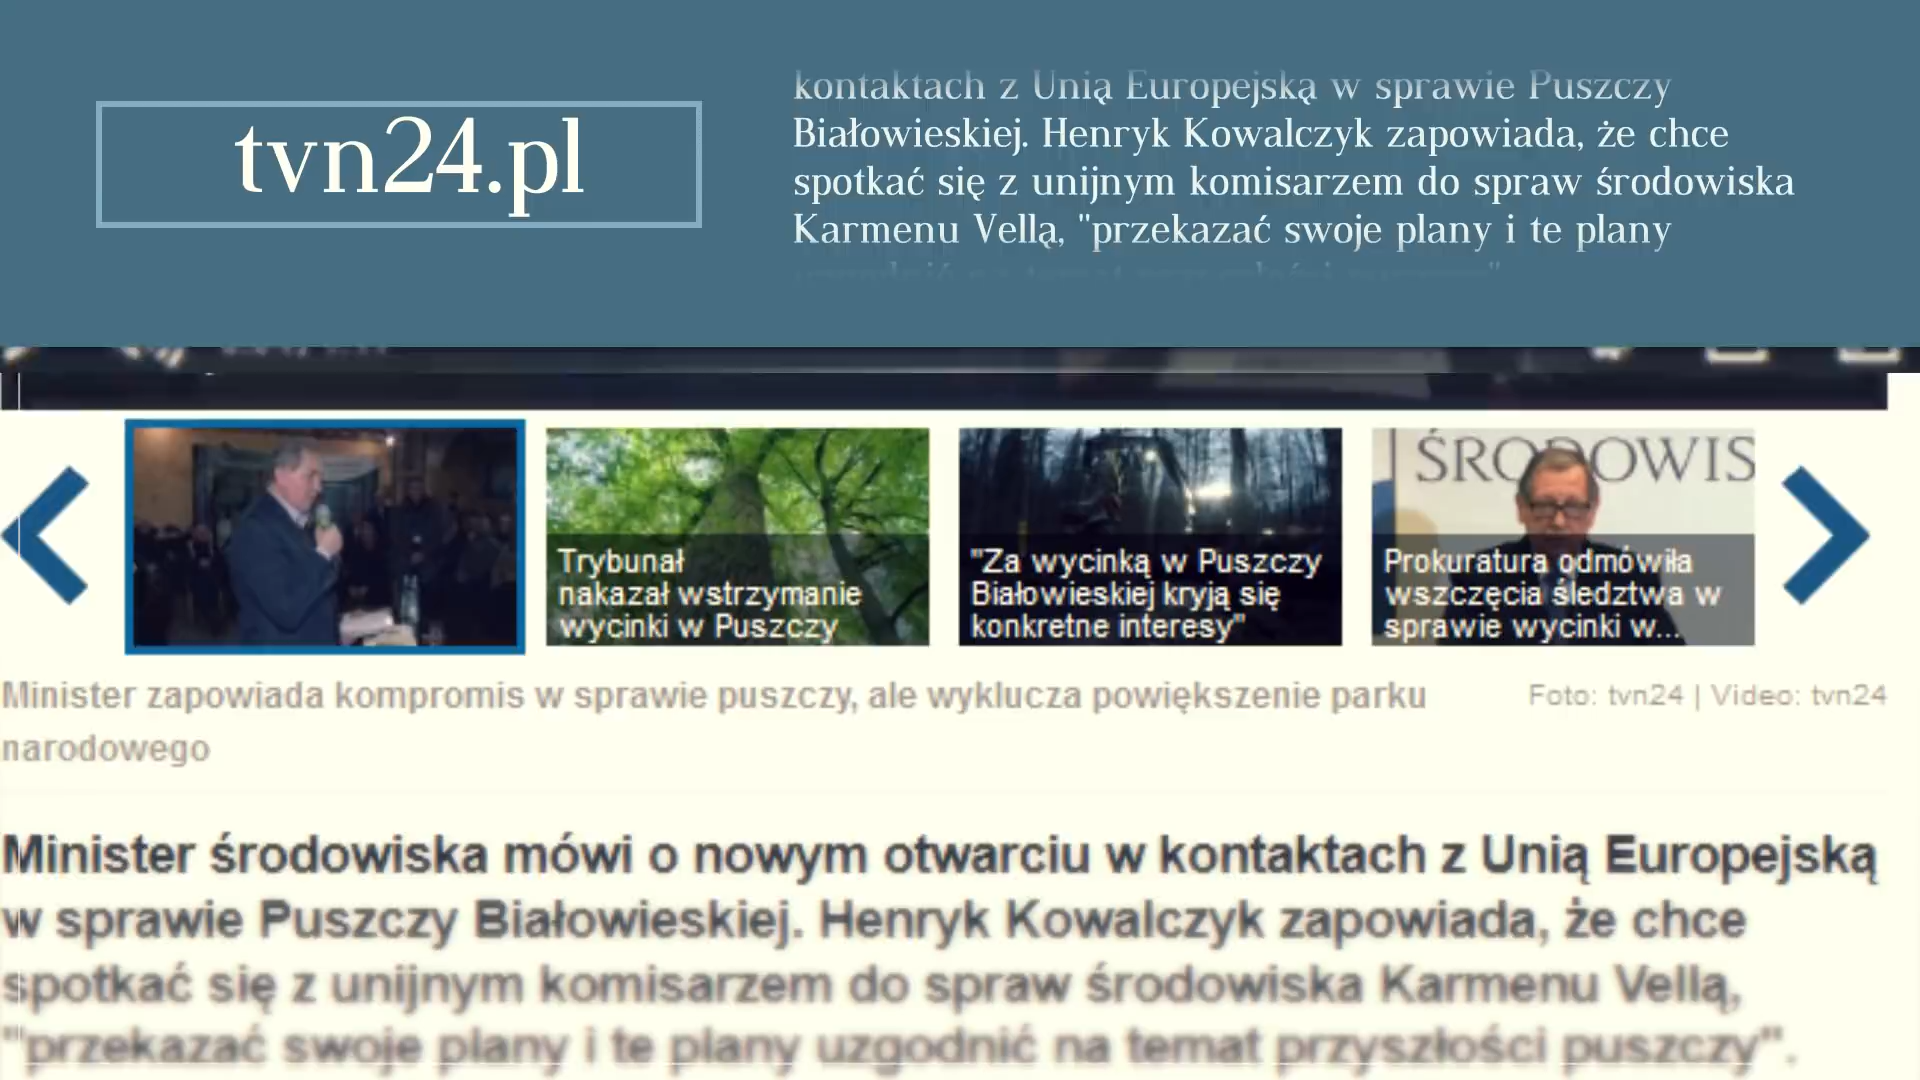 tvn24.pl
kontaktach z Unią Europejską w sprawie Puszczy
Białowieskiej. Henryk Kowalczyk zapowiada, że chce
spotkać się z unijnym komisarzem do spraw środowiska
Karmenu Vellą, "przekazać swoje plany i te plany
Trybunał
nakazał wstrzymanie
wycinki w Puszczy
"Za wycinką w Puszczy
Białowieskiej kryją się
konkretne interesy"
ŚRODOWIS
Prokuratura odmówiła
wszczęcia śledztwa w
sprawie wycinki w...
Minister zapowiada kompromis w sprawie puszczy, ale wyklucza powiększenie parku
narodowego
Foto: tvn24 | Video: tvn24
Minister środowiska mówi o nowym otwarciu w kontaktach z Unią Europejską
w sprawie Puszczy Białowieskiej. Henryk Kowalczyk zapowiada, że chce
spotkać się z unijnym komisarzem do spraw środowiska Karmenu Vellą,
"przekazać swoje plany i te plany uzgodnić na temat przyszłości puszczy".